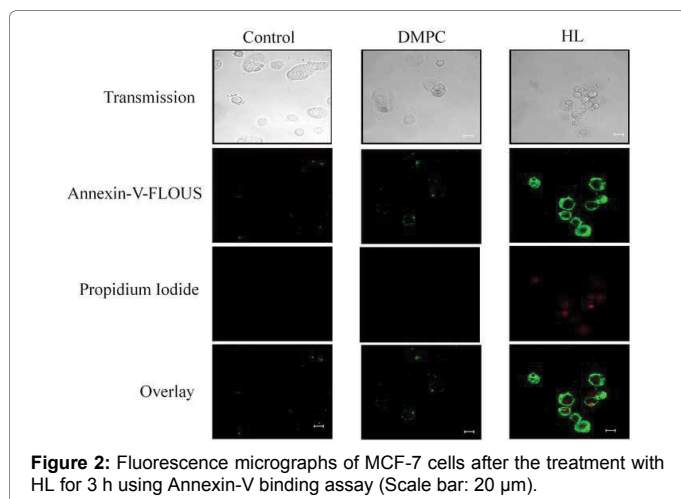 Control DMPC HL
Transmission
Annexin-V-FLOUS
Propidium Iodide
Overlay
Figure 2: Fluorescence micrographs of MCF-7 cells after the treatment with
HL for 3 h using Annexin-V binding assay (Scale bar: 20 µm).